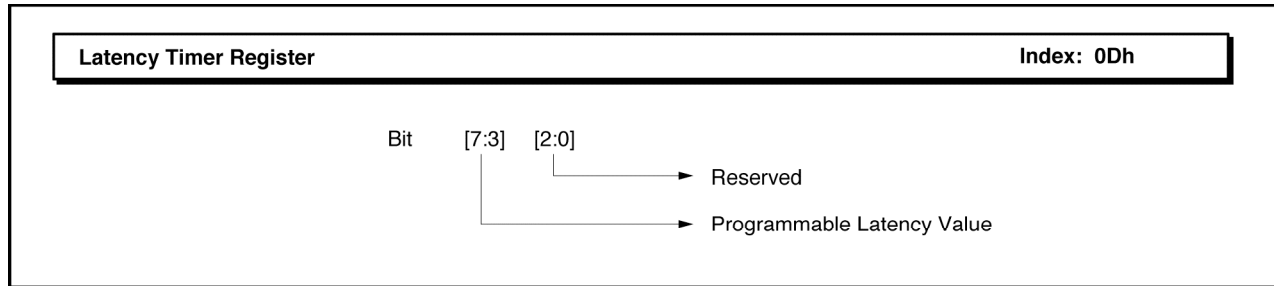 Latency Timer Register Index: 0Dh
Bit [7:3] [2:0]
Reserved
Programmable Latency Value